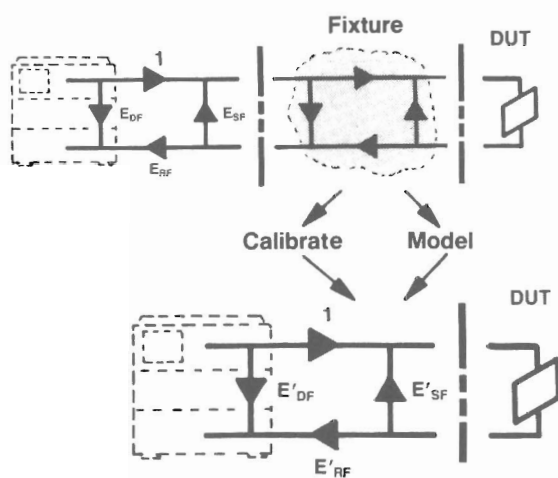 Fixture
DUT
1
EDF
ESF
ERF
Calibrate
Model
DUT
1
E'DF
E'SF
E'RF